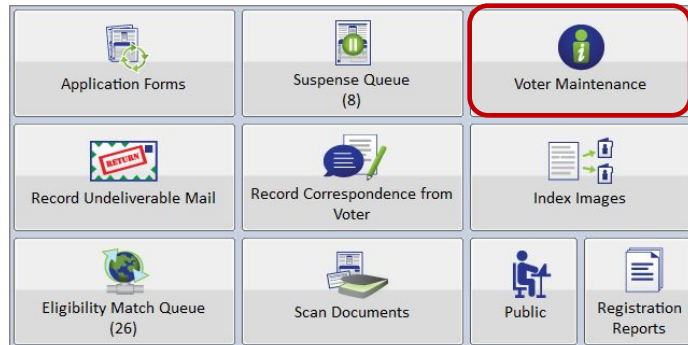 Application Forms
Suspense Queue
(8)
Voter Maintenance
RETURN
Record Undeliverable Mail
Record Correspondence from
Voter
Index Images
Eligibility Match Queue
(26)
Scan Documents
Public
Registration
Reports